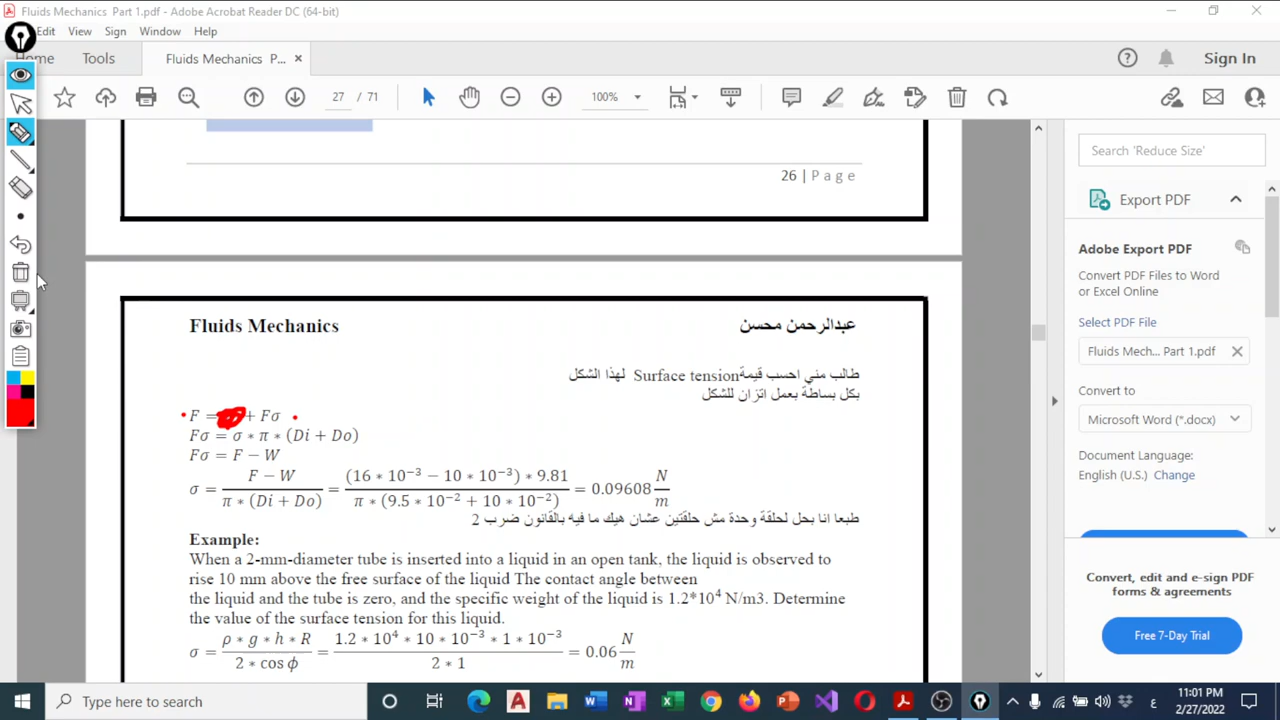 Fluids Mechanics Part 1.pdf - Adobe Acrobat Reader DC (64-bit)
Edit View Sign Window Help
Home Tools Fluids Mechanics P... × Sign In
27 / 71 100%
26 | Page
Fluids Mechanics عبدالرحمن محسن
طالب مني احسب قيمة Surface tension لهذا الشكل
بكل بساطة بعمل اتزان للشكل
F = + Fσ
Fσ = σ ∗ π ∗ (Di + Do)
Fσ = F − W
σ = (F − W) / (π ∗ (Di + Do)) = ((16 ∗ 10⁻³ − 10 ∗ 10⁻³) ∗ 9.81) / (π ∗ (9.5 ∗ 10⁻² + 10 ∗ 10⁻²)) = 0.09608 N/m
طبعا انا بحل لحلقة وحدة مش حلقتين عشان هيك ما فيه بالقانون ضرب 2
Example:
When a 2-mm-diameter tube is inserted into a liquid in an open tank, the liquid is observed to
rise 10 mm above the free surface of the liquid The contact angle between
the liquid and the tube is zero, and the specific weight of the liquid is 1.2*10⁴ N/m3. Determine
the value of the surface tension for this liquid.
σ = (ρ ∗ g ∗ h ∗ R) / (2 ∗ cos ϕ) = (1.2 ∗ 10⁴ ∗ 10 ∗ 10⁻³ ∗ 1 ∗ 10⁻³) / (2 ∗ 1) = 0.06 N/m
Search 'Reduce Size'
Export PDF
Adobe Export PDF
Convert PDF Files to Word
or Excel Online
Select PDF File
Fluids Mech... Part 1.pdf ×
Convert to
Microsoft Word (*.docx)
Document Language:
English (U.S.) Change
Convert, edit and e-sign PDF
forms & agreements
Free 7-Day Trial
Type here to search
ع
11:01 PM
2/27/2022